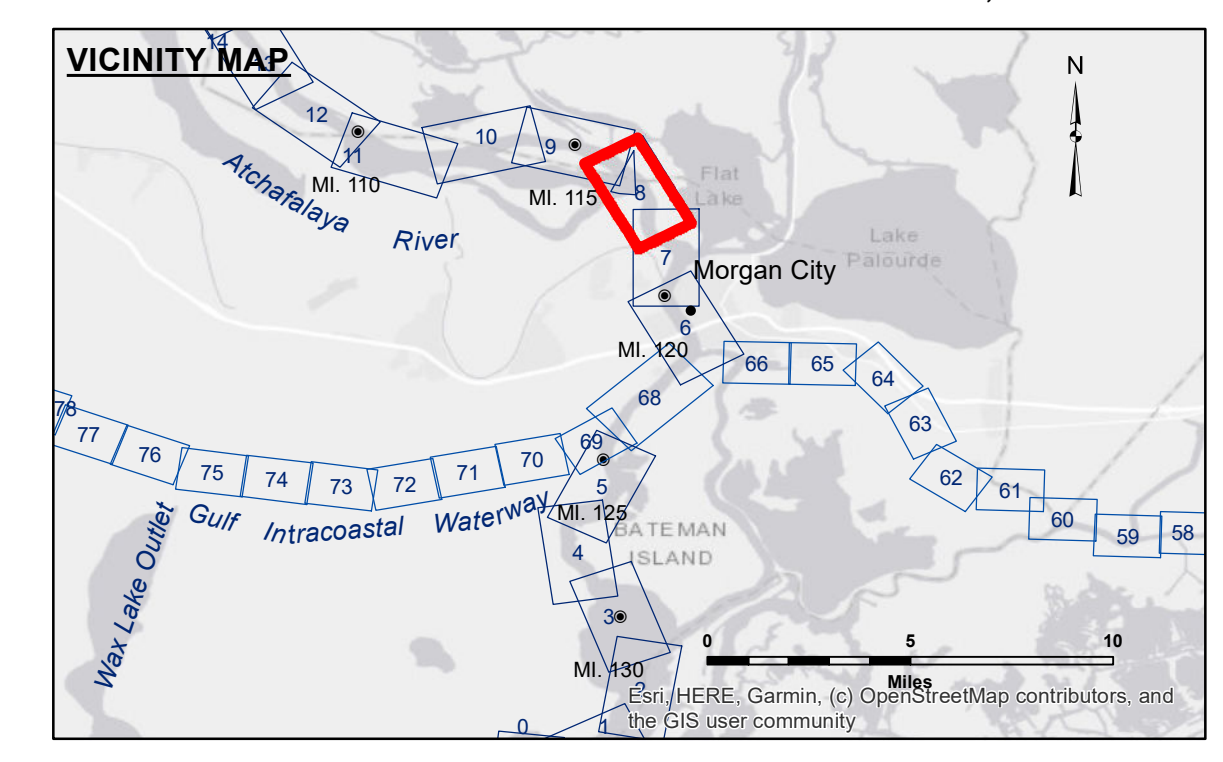 VICINITY MAP
N
14
13
12
11
10
9
8
7
6
MI. 110
MI. 115
MI. 120
Atchafalaya
River
Flat
Lake
Lake
Palourde
Morgan City
66
65
64
63
62
61
60
59
58
68
69
70
71
72
73
74
75
76
77
78
5
MI. 125
4
3
MI. 130
2
1
0
Gulf
Intracoastal
Waterway
Wax Lake Outlet
BATEMAN
ISLAND
0 5 10
Miles
Esri, HERE, Garmin, (c) OpenStreetMap contributors, and
the GIS user community